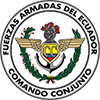 FUERZAS ARMADAS DEL ECUADOR
COMANDO CONJUNTO